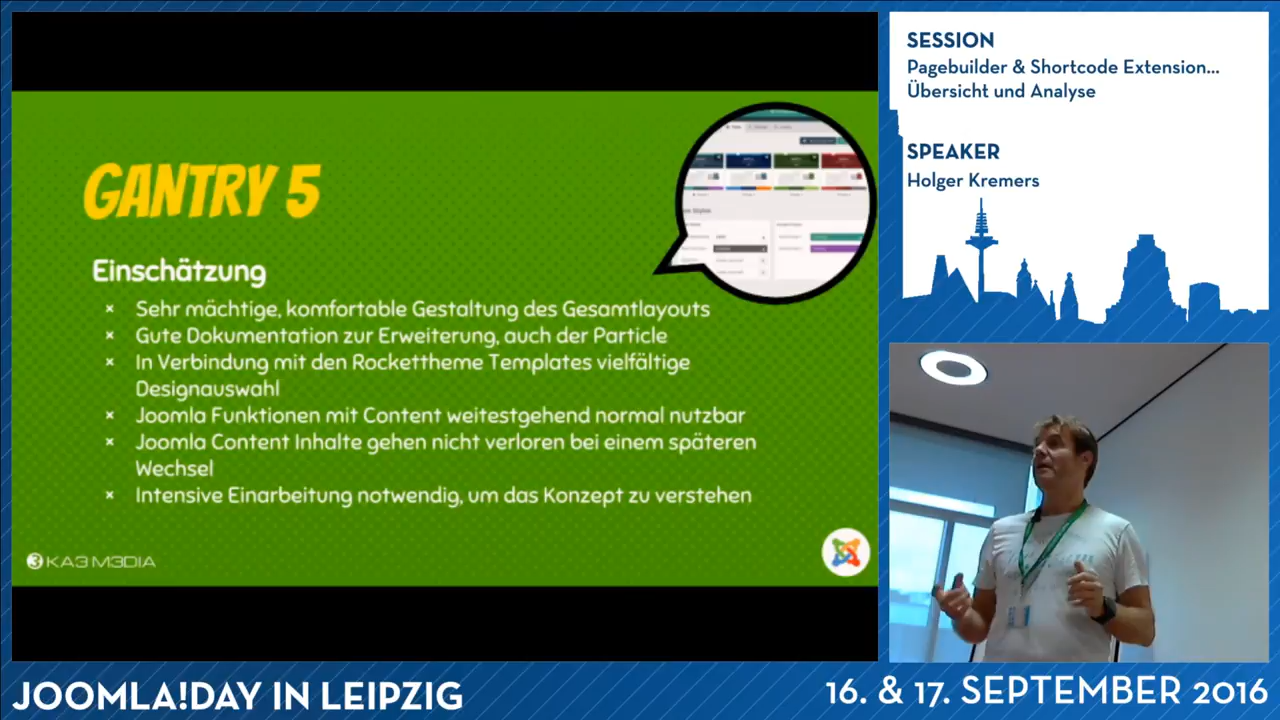 GANTRY 5
Einschätzung
× Sehr mächtige, komfortable Gestaltung des Gesamtlayouts
× Gute Dokumentation zur Erweiterung, auch der Particle
× In Verbindung mit den Rockettheme Templates vielfältige
Designauswahl
× Joomla Funktionen mit Content weitestgehend normal nutzbar
× Joomla Content Inhalte gehen nicht verloren bei einem späteren
Wechsel
× Intensive Einarbeitung notwendig, um das Konzept zu verstehen
3 KA3 M3DIA
SESSION
Pagebuilder & Shortcode Extension...
Übersicht und Analyse
SPEAKER
Holger Kremers
JOOMLA!DAY IN LEIPZIG
16. & 17. SEPTEMBER 2016